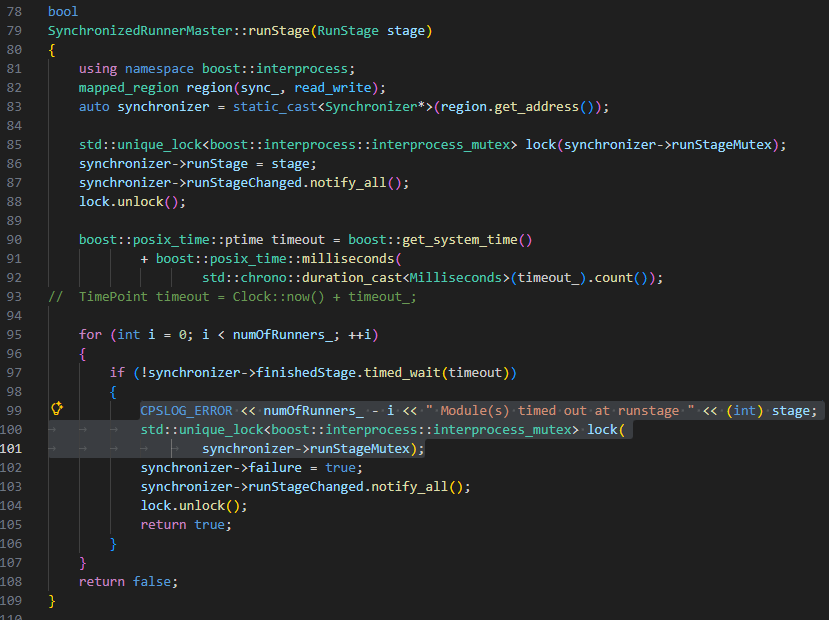 78 bool
79 SynchronizedRunnerMaster::runStage(RunStage stage)
80 {
81     using namespace boost::interprocess;
82     mapped_region region(sync_, read_write);
83     auto synchronizer = static_cast<Synchronizer*>(region.get_address());
84
85     std::unique_lock<boost::interprocess::interprocess_mutex> lock(synchronizer->runStageMutex);
86     synchronizer->runStage = stage;
87     synchronizer->runStageChanged.notify_all();
88     lock.unlock();
89
90     boost::posix_time::ptime timeout = boost::get_system_time()
91             + boost::posix_time::milliseconds(
92                     std::chrono::duration_cast<Milliseconds>(timeout_).count());
93 //  TimePoint timeout = Clock::now() + timeout_;
94
95     for (int i = 0; i < numOfRunners_; ++i)
96     {
97         if (!synchronizer->finishedStage.timed_wait(timeout))
98         {
99             CPSLOG_ERROR << numOfRunners_ - i << " Module(s) timed out at runstage " << (int) stage;
100             std::unique_lock<boost::interprocess::interprocess_mutex> lock(
101                     synchronizer->runStageMutex);
102             synchronizer->failure = true;
103             synchronizer->runStageChanged.notify_all();
104             lock.unlock();
105             return true;
106         }
107     }
108     return false;
109 }
110